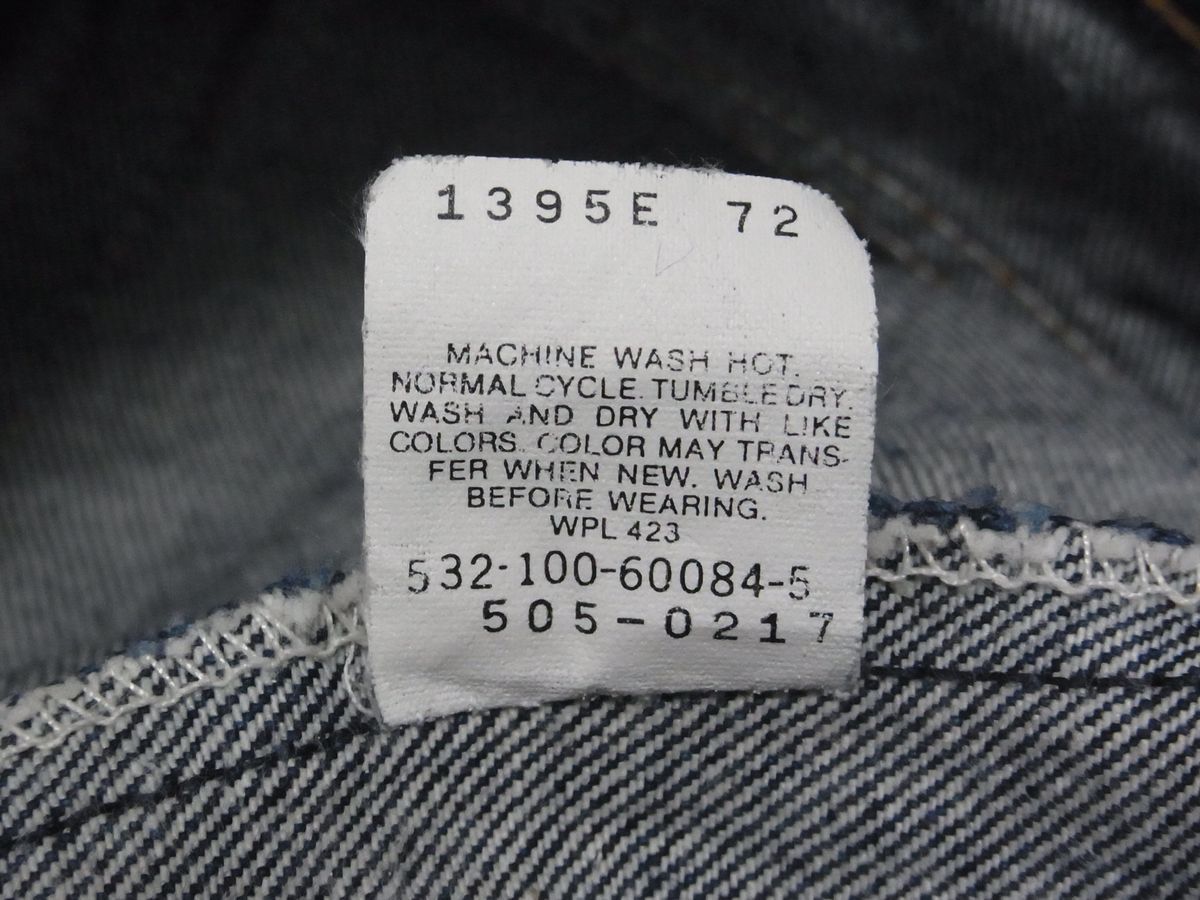 1395E 72
MACHINE WASH HOT.
NORMAL CYCLE. TUMBLE DRY.
WASH AND DRY WITH LIKE
COLORS. COLOR MAY TRANS-
FER WHEN NEW. WASH
BEFORE WEARING.
WPL 423
532-100-60084-5
505-0217